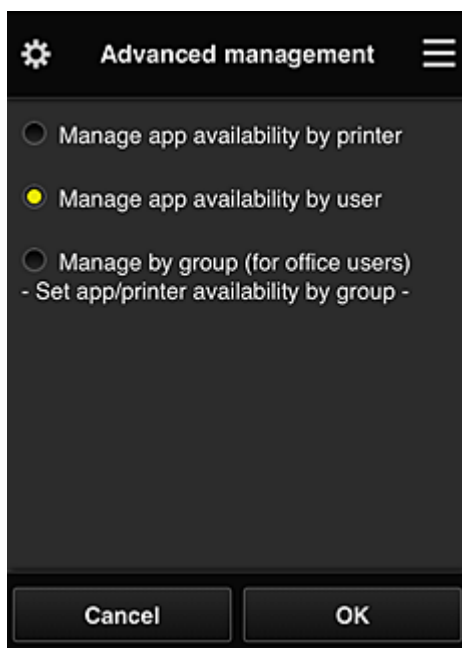 Advanced management
Manage app availability by printer
Manage app availability by user
Manage by group (for office users)
- Set app/printer availability by group -
Cancel
OK